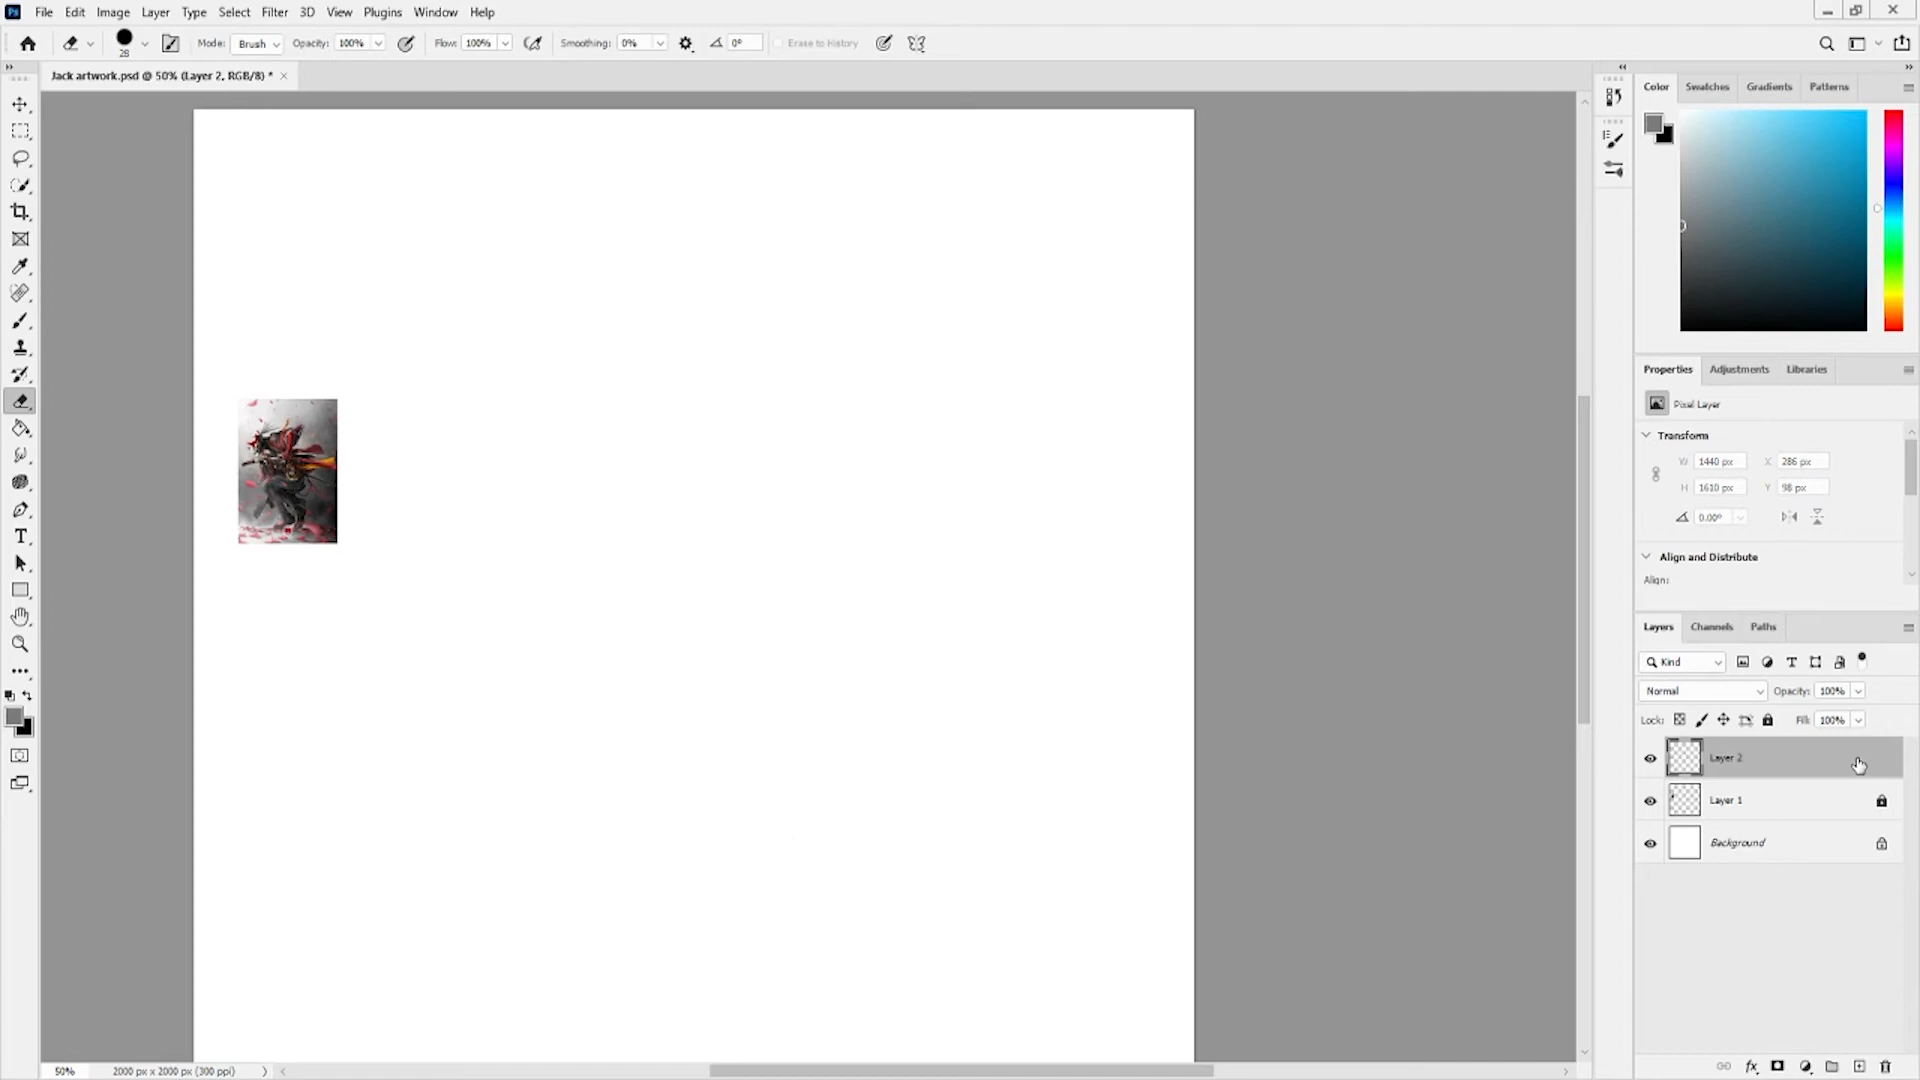 Ps File Edit Image Layer Type Select Filter 3D View Plugins Window Help
28 Mode: Brush Opacity: 100% Flow: 100% Smoothing: 0% 0° Erase to History
Jack artwork.psd @ 50% (Layer 2, RGB/8) *
Color Swatches Gradients Patterns
Properties Adjustments Libraries
Pixel Layer
Transform
W 1440 px X 286 px
H 1610 px Y 98 px
0.00°
Align and Distribute
Align:
Layers Channels Paths
Kind
Normal Opacity: 100%
Lock: Fill: 100%
Layer 2
Layer 1
Background
50% 2000 px x 2000 px (300 ppi)